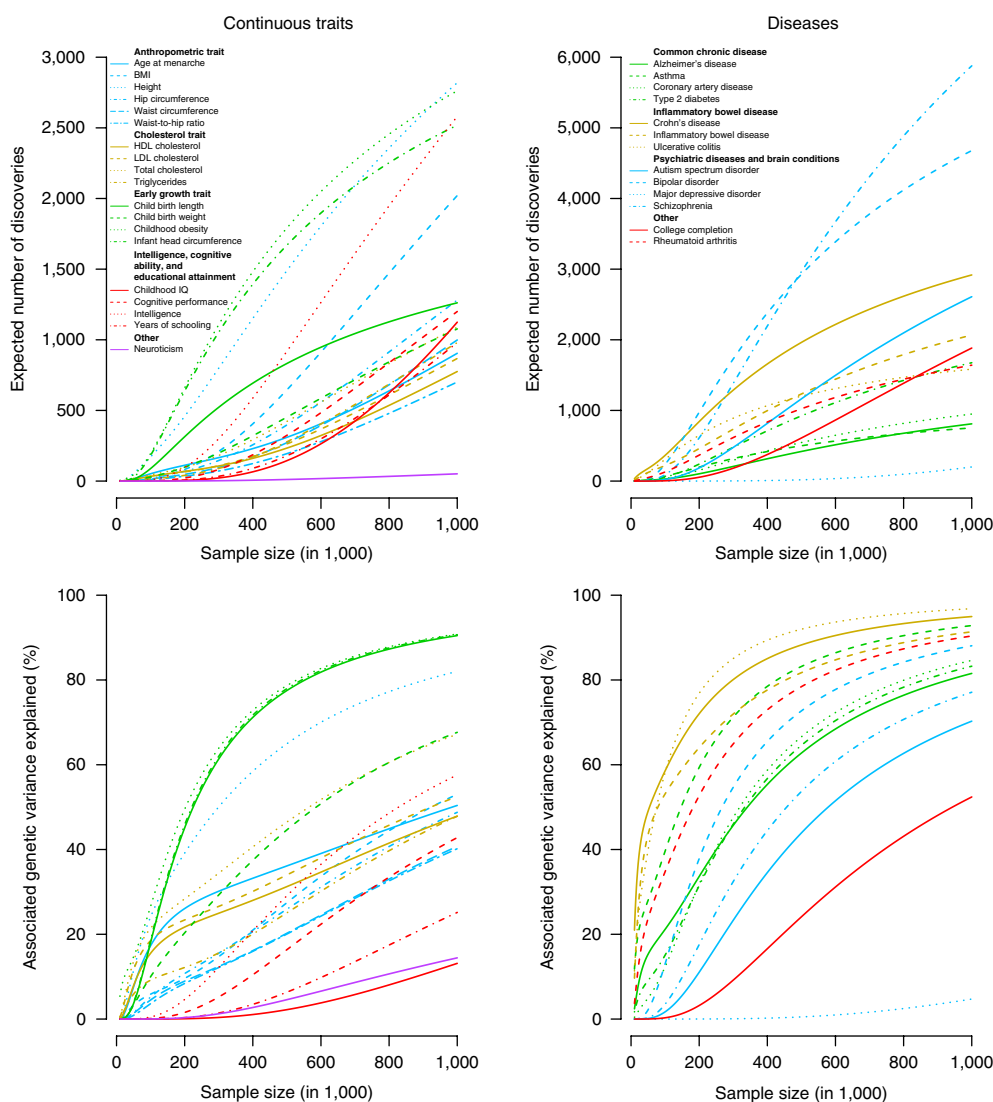 Continuous traits
Expected number of discoveries
3,000
2,500
2,000
1,500
1,000
500
0
Anthropometric trait
Age at menarche
BMI
Height
Hip circumference
Waist circumference
Waist-to-hip ratio
Cholesterol trait
HDL cholesterol
LDL cholesterol
Total cholesterol
Triglycerides
Early growth trait
Child birth length
Child birth weight
Childhood obesity
Infant head circumference
Intelligence, cognitive
ability, and
educational attainment
Childhood IQ
Cognitive performance
Intelligence
Years of schooling
Other
Neuroticism
0 200 400 600 800 1,000
Sample size (in 1,000)
Diseases
Expected number of discoveries
6,000
5,000
4,000
3,000
2,000
1,000
0
Common chronic disease
Alzheimer's disease
Asthma
Coronary artery disease
Type 2 diabetes
Inflammatory bowel disease
Crohn's disease
Inflammatory bowel disease
Ulcerative colitis
Psychiatric diseases and brain conditions
Autism spectrum disorder
Bipolar disorder
Major depressive disorder
Schizophrenia
Other
College completion
Rheumatoid arthritis
0 200 400 600 800 1,000
Sample size (in 1,000)
Associated genetic variance explained (%)
100
80
60
40
20
0
0 200 400 600 800 1,000
Sample size (in 1,000)
Associated genetic variance explained (%)
100
80
60
40
20
0
0 200 400 600 800 1,000
Sample size (in 1,000)